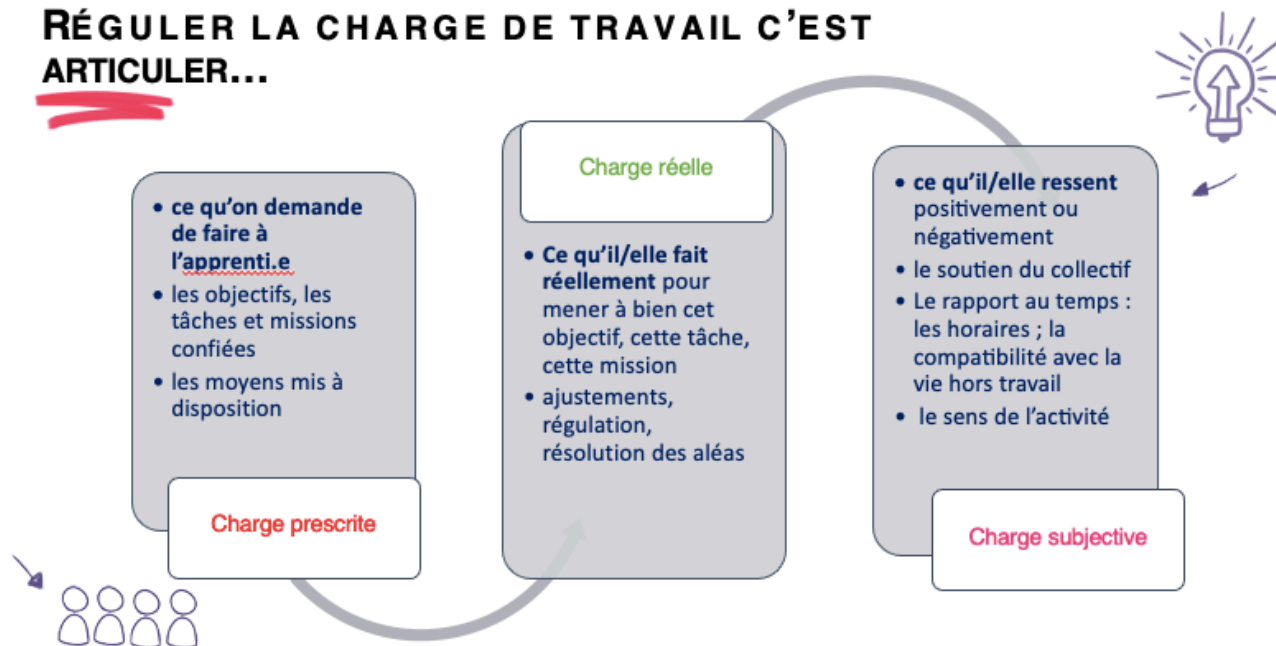 RÉGULER LA CHARGE DE TRAVAIL C'EST
ARTICULER...
• ce qu'on demande
de faire à
l'apprenti.e
• les objectifs, les
tâches et missions
confiées
• les moyens mis à
disposition
Charge prescrite
Charge réelle
• Ce qu'il/elle fait
réellement pour
mener à bien cet
objectif, cette tâche,
cette mission
• ajustements,
régulation,
résolution des aléas
• ce qu'il/elle ressent
positivement ou
négativement
• le soutien du collectif
• Le rapport au temps :
les horaires ; la
compatibilité avec la
vie hors travail
• le sens de l'activité
Charge subjective